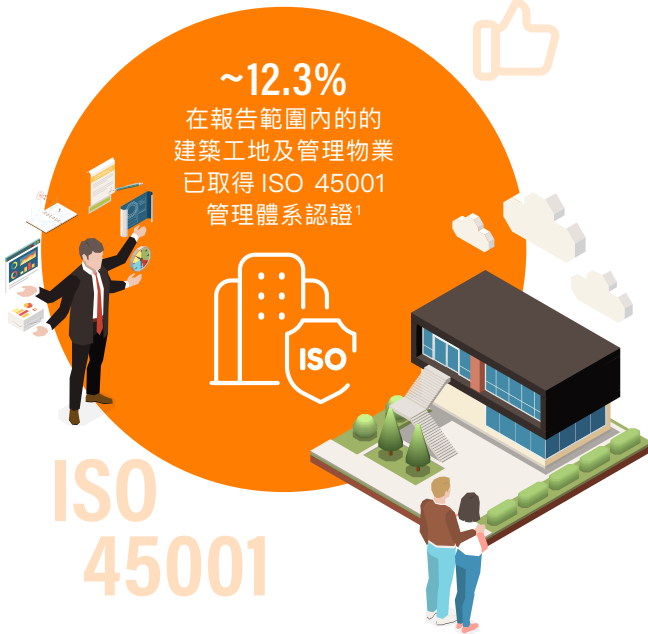 ~12.3%
在報告範圍內的的
建築工地及管理物業
已取得 ISO 45001
管理體系認證1
ISO
ISO
45001